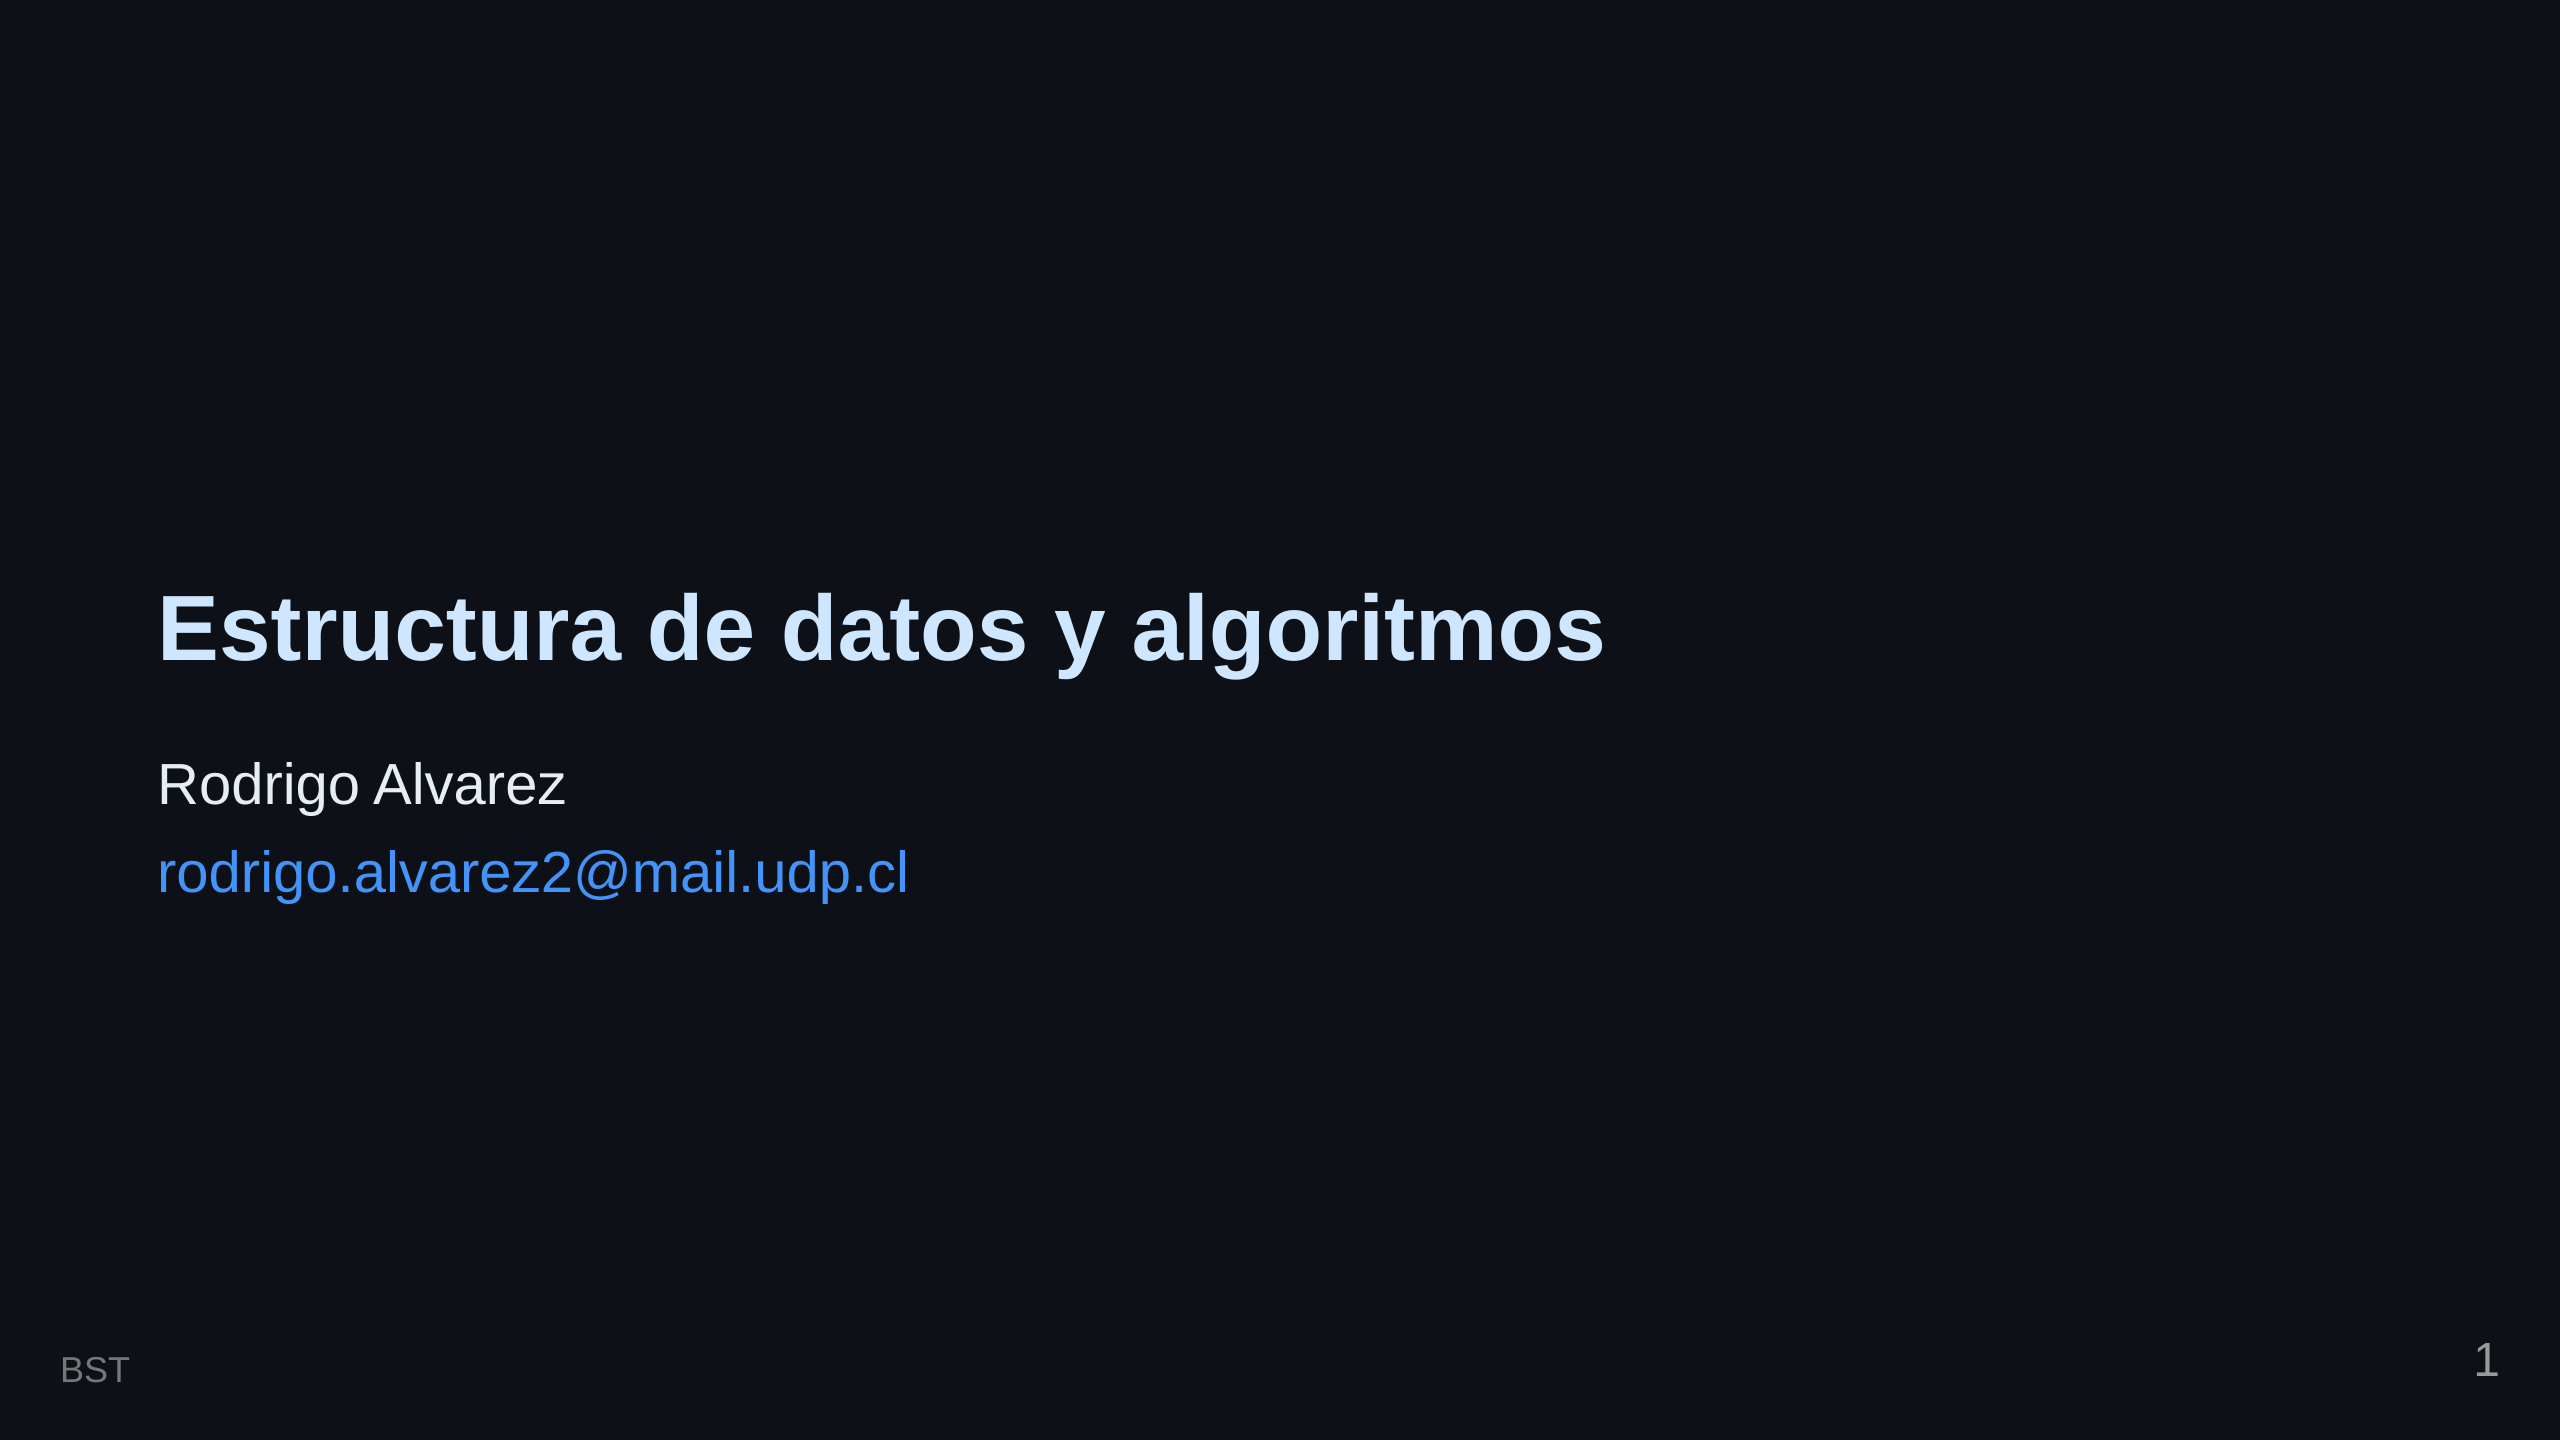 Estructura de datos y algoritmos
Rodrigo Alvarez
rodrigo.alvarez2@mail.udp.cl
BST
1